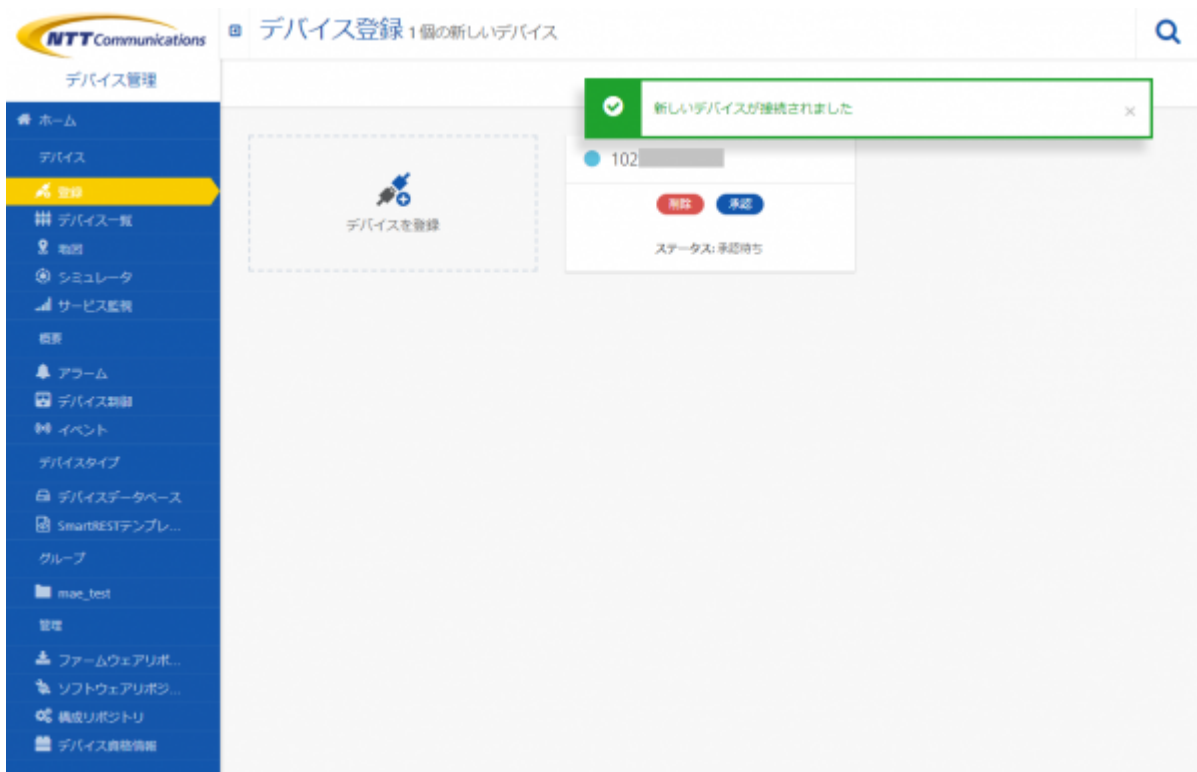 NTT Communications
デバイス管理
ホーム
デバイス
登録
デバイス一覧
地図
シミュレータ
サービス監視
概要
アラーム
デバイス制御
イベント
デバイスタイプ
デバイスデータベース
SmartRESTテンプレ...
グループ
mae_test
管理
ファームウェアリポ...
ソフトウェアリポジ...
構成リポジトリ
デバイス資格情報
デバイス登録 1個の新しいデバイス
新しいデバイスが接続されました ×
デバイスを登録
102
削除 承認
ステータス: 承認待ち